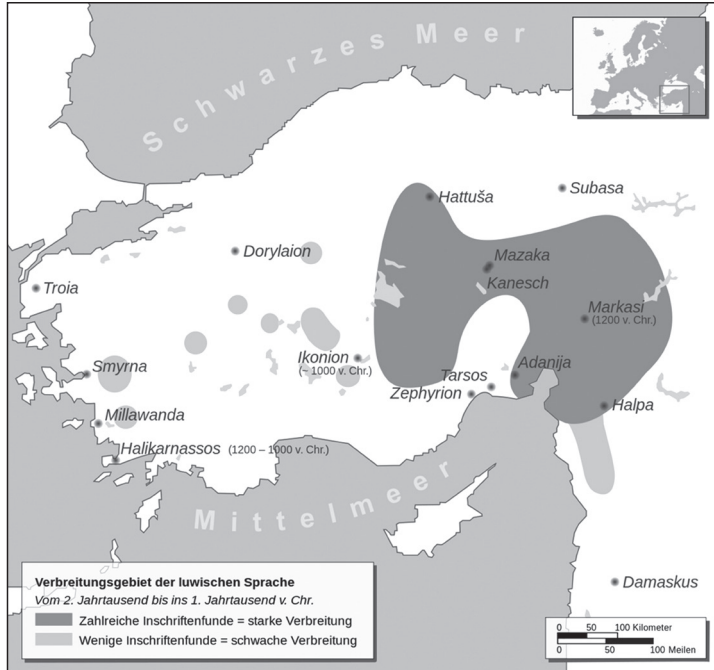 Schwarzes Meer
Hattuša
Subasa
Dorylaion
Mazaka
Kanesch
Troia
Markasi
(1200 v. Chr.)
Ikonion
(~ 1000 v. Chr.)
Smyrna
Adanija
Tarsos
Zephyrion
Halpa
Millawanda
Halikarnassos (1200 – 1000 v. Chr.)
Mittelmeer
Damaskus
Verbreitungsgebiet der luwischen Sprache
Vom 2. Jahrtausend bis ins 1. Jahrtausend v. Chr.
Zahlreiche Inschriftenfunde = starke Verbreitung
Wenige Inschriftenfunde = schwache Verbreitung
0 50 100 Kilometer
0 50 100 Meilen